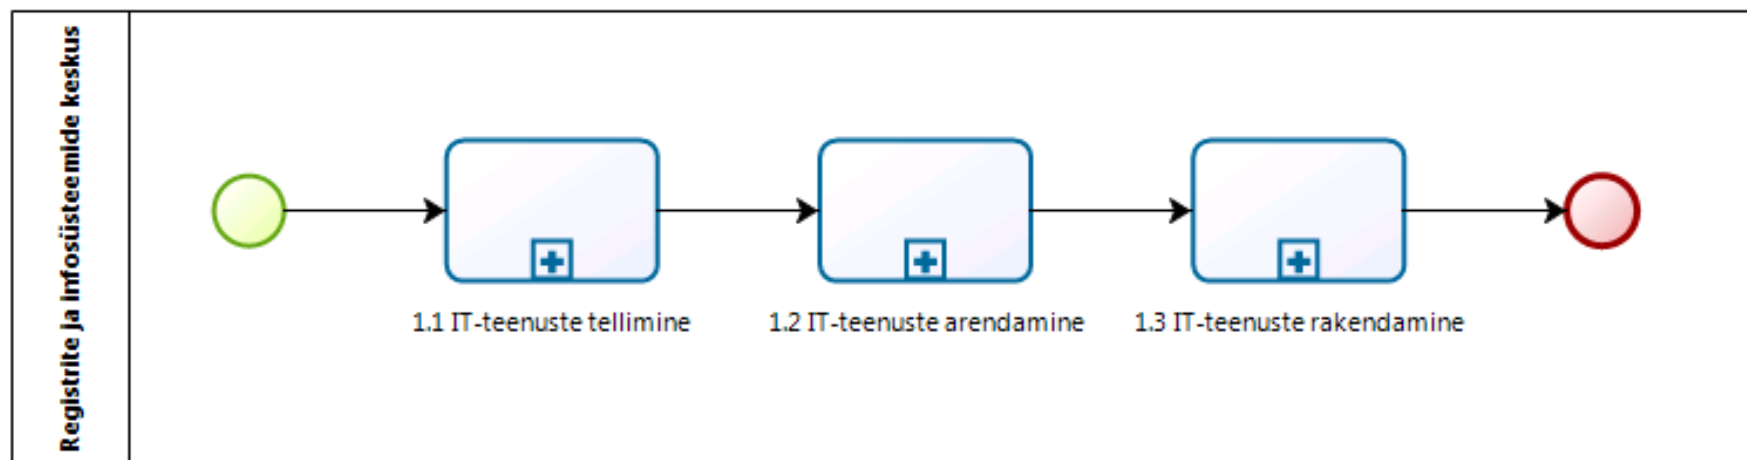 Registrite ja infosüsteemide keskus
1.1 IT-teenuste tellimine
1.2 IT-teenuste arendamine
1.3 IT-teenuste rakendamine